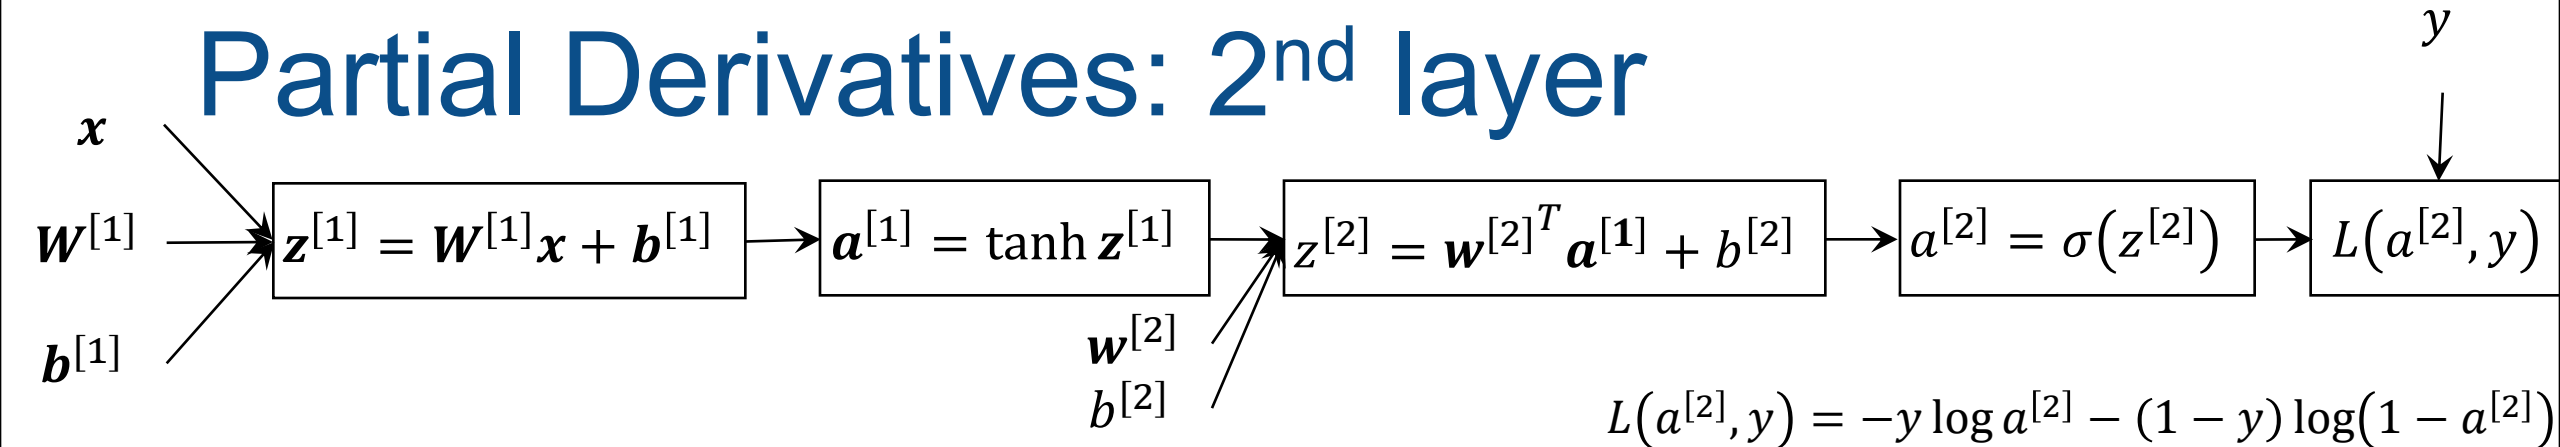 Partial Derivatives: 2nd layer
y
x
W^[1]
b^[1]
z^[1] = W^[1]x + b^[1]
a^[1] = tanh z^[1]
z^[2] = w^[2]^T a^[1] + b^[2]
a^[2] = σ(z^[2])
L(a^[2], y)
w^[2]
b^[2]
L(a^[2], y) = −y log a^[2] − (1 − y) log(1 − a^[2])